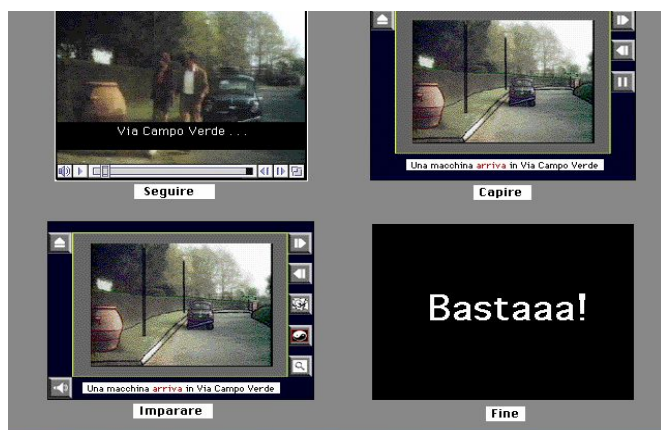 Via Campo Verde . . .
Seguire
Una macchina arriva in Via Campo Verde
Capire
Una macchina arriva in Via Campo Verde
Imparare
Bastaaa!
Fine